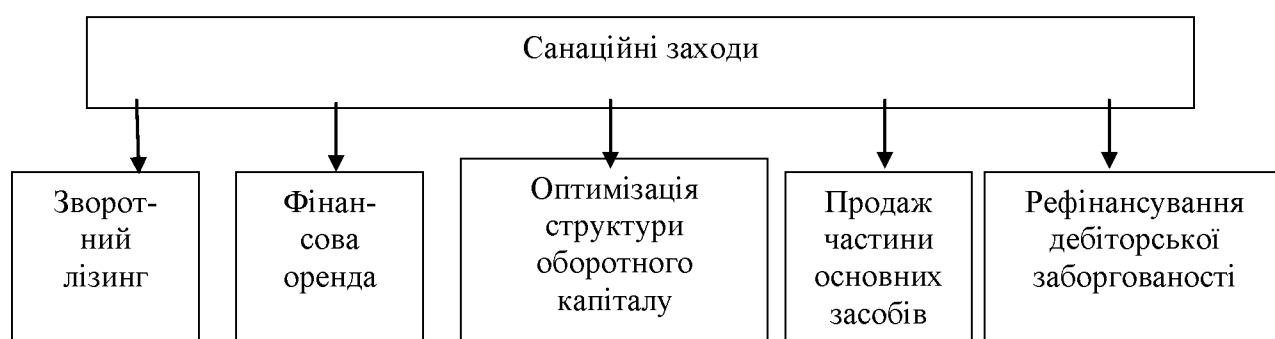 Санаційні заходи
Зворот-
ний
лізинг
Фінан-
сова
оренда
Оптимізація
структури
оборотного
капіталу
Продаж
частини
основних
засобів
Рефінансування
дебіторської
заборгованості